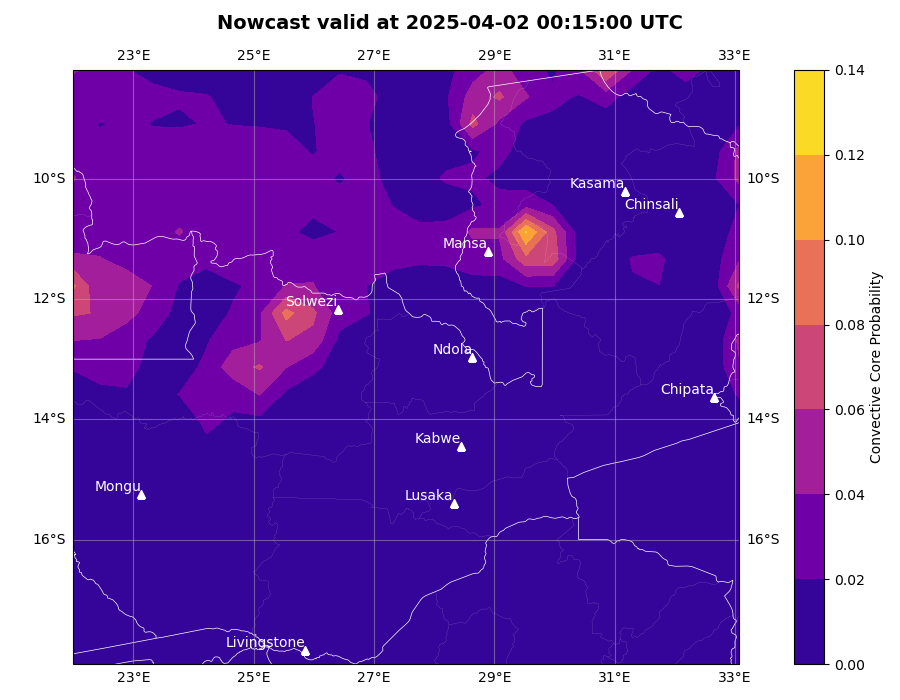 Nowcast valid at 2025-04-02 00:15:00 UTC
23°E 25°E 27°E 29°E 31°E 33°E
0.14
0.12
10°S 10°S
Kasama
Chinsali
0.10
Mansa
12°S 12°S
Solwezi
0.08
Ndola
Convective Core Probability
Chipata
0.06
14°S 14°S
Kabwe
Mongu
Lusaka
0.04
16°S 16°S
0.02
Livingstone
0.00
23°E 25°E 27°E 29°E 31°E 33°E